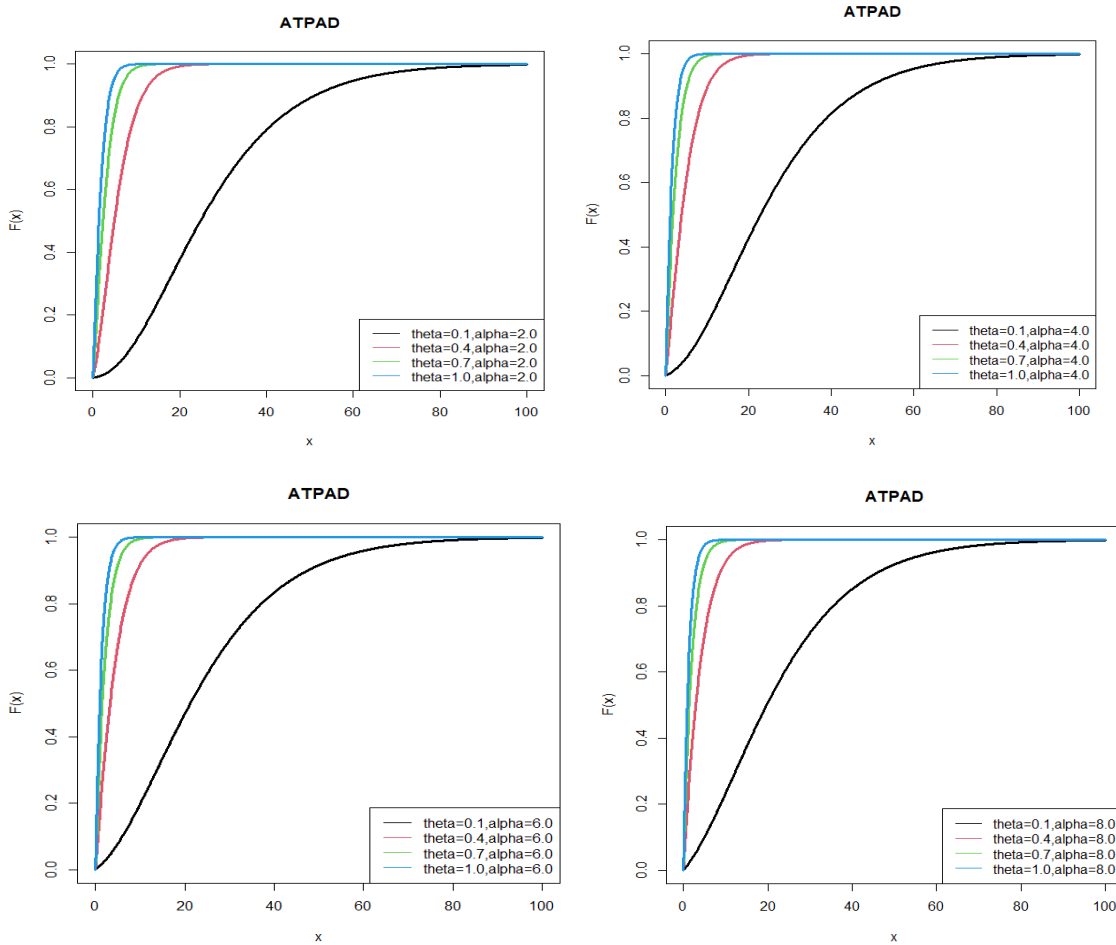 ATPAD
F(x)
1.0
0.8
0.6
0.4
0.2
0.0
theta=0.1,alpha=2.0
theta=0.4,alpha=2.0
theta=0.7,alpha=2.0
theta=1.0,alpha=2.0
0 20 40 60 80 100
x
ATPAD
F(x)
1.0
0.8
0.6
0.4
0.2
0.0
theta=0.1,alpha=4.0
theta=0.4,alpha=4.0
theta=0.7,alpha=4.0
theta=1.0,alpha=4.0
0 20 40 60 80 100
x
ATPAD
F(x)
1.0
0.8
0.6
0.4
0.2
0.0
theta=0.1,alpha=6.0
theta=0.4,alpha=6.0
theta=0.7,alpha=6.0
theta=1.0,alpha=6.0
0 20 40 60 80 100
x
ATPAD
F(x)
1.0
0.8
0.6
0.4
0.2
0.0
theta=0.1,alpha=8.0
theta=0.4,alpha=8.0
theta=0.7,alpha=8.0
theta=1.0,alpha=8.0
0 20 40 60 80 100
x